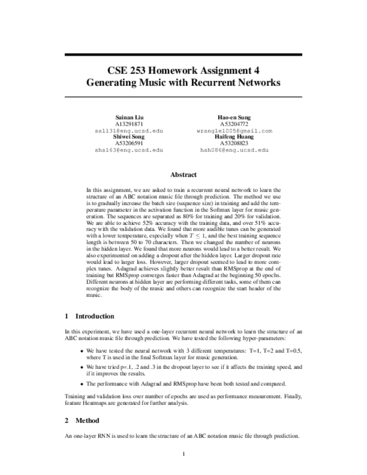 CSE 253 Homework Assignment 4
Generating Music with Recurrent Networks
Sainan Liu
A13291871
sal131@eng.ucsd.edu
Shiwei Song
A53206591
shs163@eng.ucsd.edu
Hao-en Sung
A53204772
wrangle1005@gmail.com
Haifeng Huang
A53208823
hah086@eng.ucsd.edu
Abstract
In this assignment, we are asked to train a recurrent neural network to learn the
structure of an ABC notation music file through prediction. The method we use
is to gradually increase the batch size (sequence size) in training and add the tem-
perature parameter in the activation function in the Softmax layer for music gen-
eration. The sequences are separated as 80% for training and 20% for validation.
We are able to achieve 52% accuracy with the training data, and over 51% accu-
racy with the validation data. We found that more audible tunes can be generated
with a lower temperature, especially when T ≤ 1, and the best training sequence
length is between 50 to 70 characters. Then we changed the number of neurons
in the hidden layer. We found that more neurons would lead to a better result. We
also experimented on adding a dropout after the hidden layer. Larger dropout rate
would lead to larger loss. However, larger dropout seemed to lead to more com-
plex tunes. Adagrad achieves slightly better result than RMSprop at the end of
training but RMSprop converges faster than Adagrad at the beginning 50 epochs.
Different neurons at hidden layer are performing different tasks, some of them can
recognize the body of the music and others can recognize the start header of the
music.
1 Introduction
In this experiment, we have used a one-layer recurrent neural network to learn the structure of an
ABC notation music file through prediction. We have tested the following hyper-parameters:
• We have tested the neural network with 3 different temperatures: T=1, T=2 and T=0.5,
where T is used in the final Softmax layer for music generation.
• We have tried p=.1, .2 and .3 in the dropout layer to see if it affects the training speed, and
if it improves the results.
• The performance with Adagrad and RMSprop have been both tested and compared.
Training and validation loss over number of epochs are used as performance measurement. Finally,
feature Heatmaps are generated for further analysis.
2 Method
An one-layer RNN is used to learn the structure of an ABC notation music file through prediction.
1